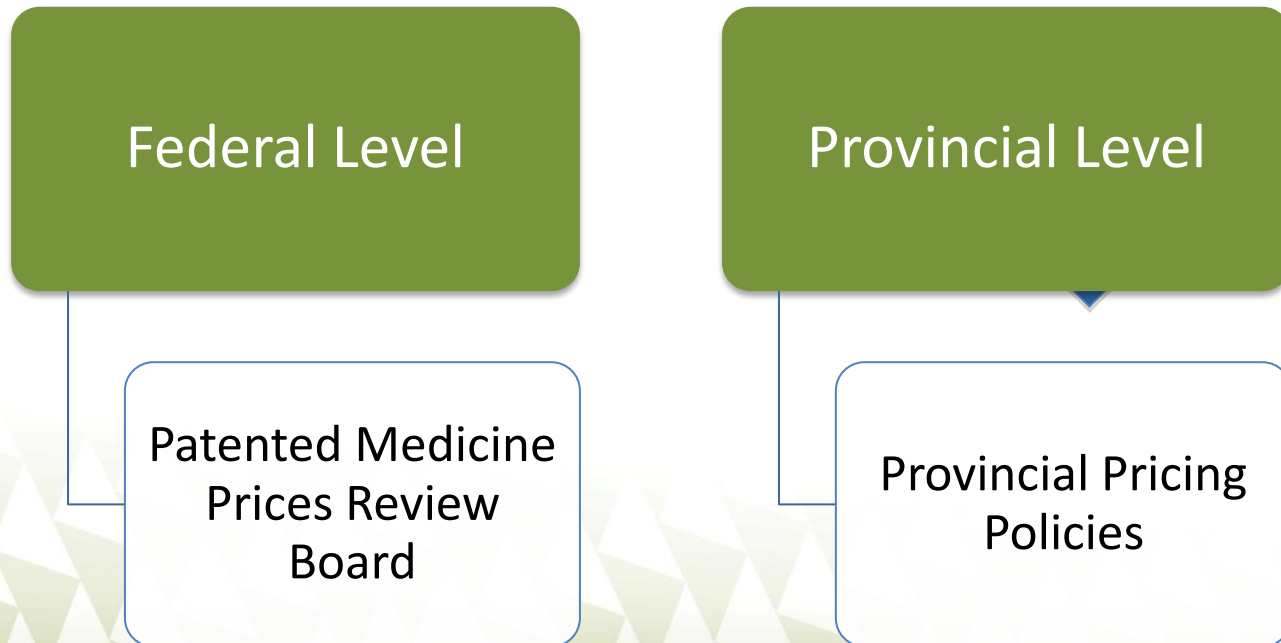 Federal Level
Provincial Level
Patented Medicine
Prices Review
Board
Provincial Pricing
Policies